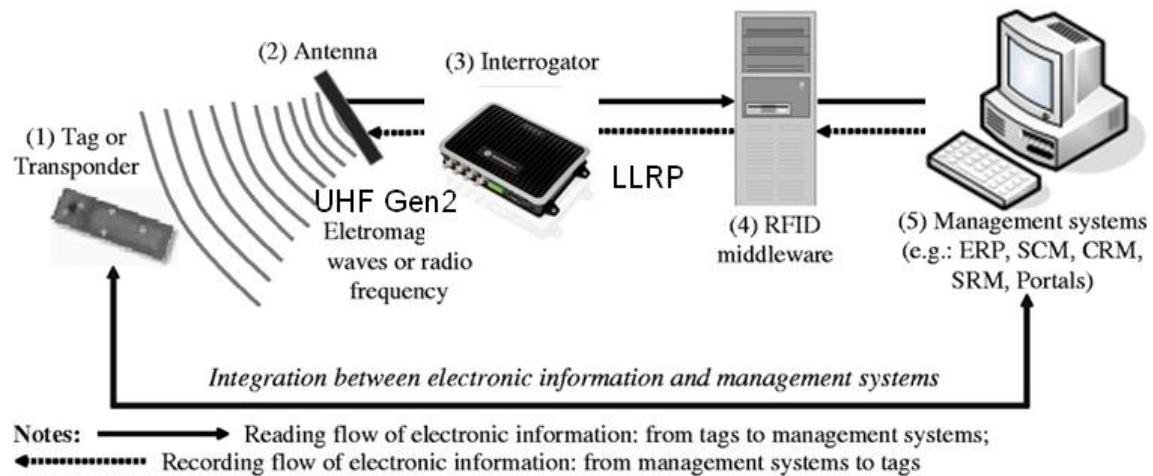 (2) Antenna
(3) Interrogator
(1) Tag or
Transponder
UHF Gen2
Eletromag
waves or radio
frequency
LLRP
(4) RFID
middleware
(5) Management systems
(e.g.: ERP, SCM, CRM,
SRM, Portals)
Integration between electronic information and management systems
Notes: Reading flow of electronic information: from tags to management systems;
Recording flow of electronic information: from management systems to tags